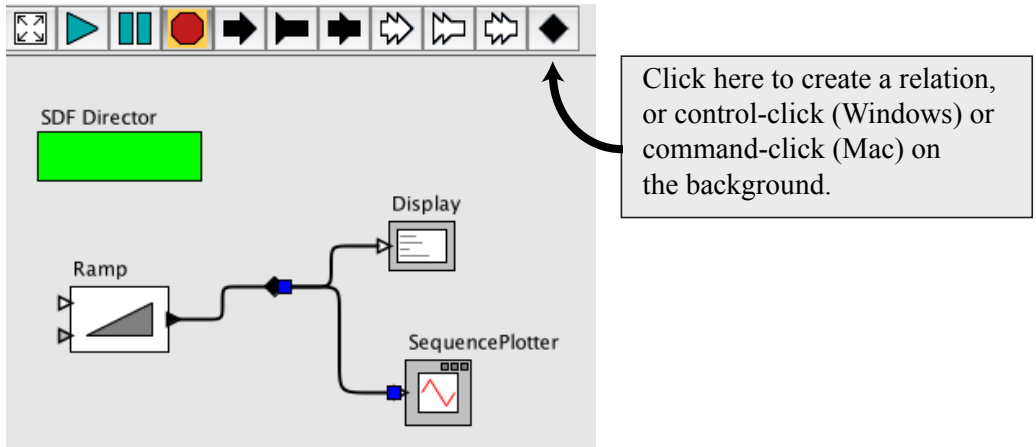 Click here to create a relation,
or control-click (Windows) or
command-click (Mac) on
the background.
SDF Director
Display
Ramp
SequencePlotter